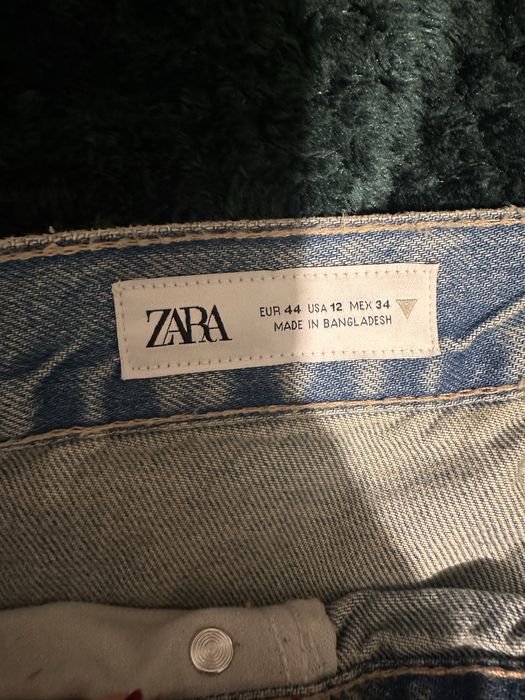 ZARA
EUR 44 USA 12 MEX 34
MADE IN BANGLADESH